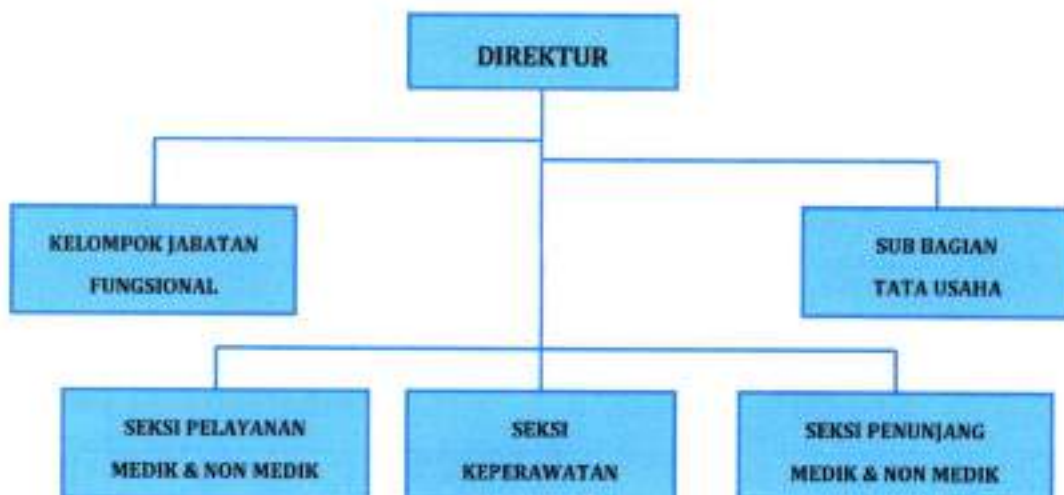 DIREKTUR
KELOMPOK JABATAN
FUNGSIONAL
SUB BAGIAN
TATA USAHA
SEKSI PELAYANAN
MEDIK & NON MEDIK
SEKSI
KEPERAWATAN
SEKSI PENUNJANG
MEDIK & NON MEDIK